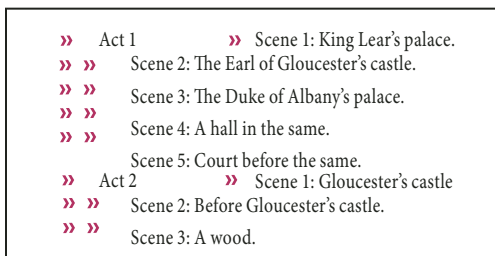 » Act 1 » Scene 1: King Lear's palace.
» » Scene 2: The Earl of Gloucester's castle.
» » Scene 3: The Duke of Albany's palace.
» » Scene 4: A hall in the same.
» » Scene 5: Court before the same.
» Act 2 » Scene 1: Gloucester's castle
» » Scene 2: Before Gloucester's castle.
» » Scene 3: A wood.